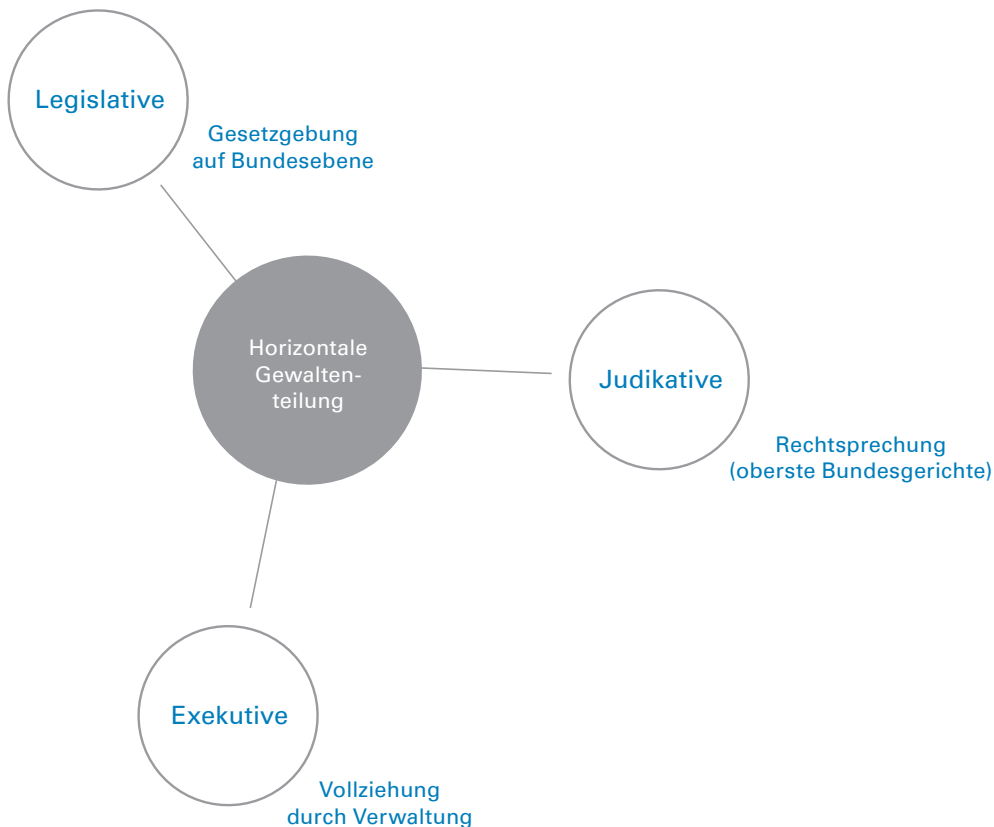 Legislative
Gesetzgebung
auf Bundesebene
Horizontale
Gewalten-
teilung
Judikative
Rechtsprechung
(oberste Bundesgerichte)
Exekutive
Vollziehung
durch Verwaltung